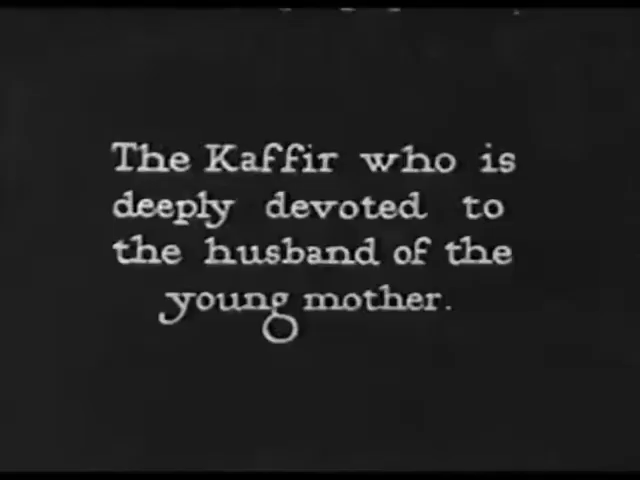 The Kaffir who is
deeply devoted to
the husband of the
young mother.